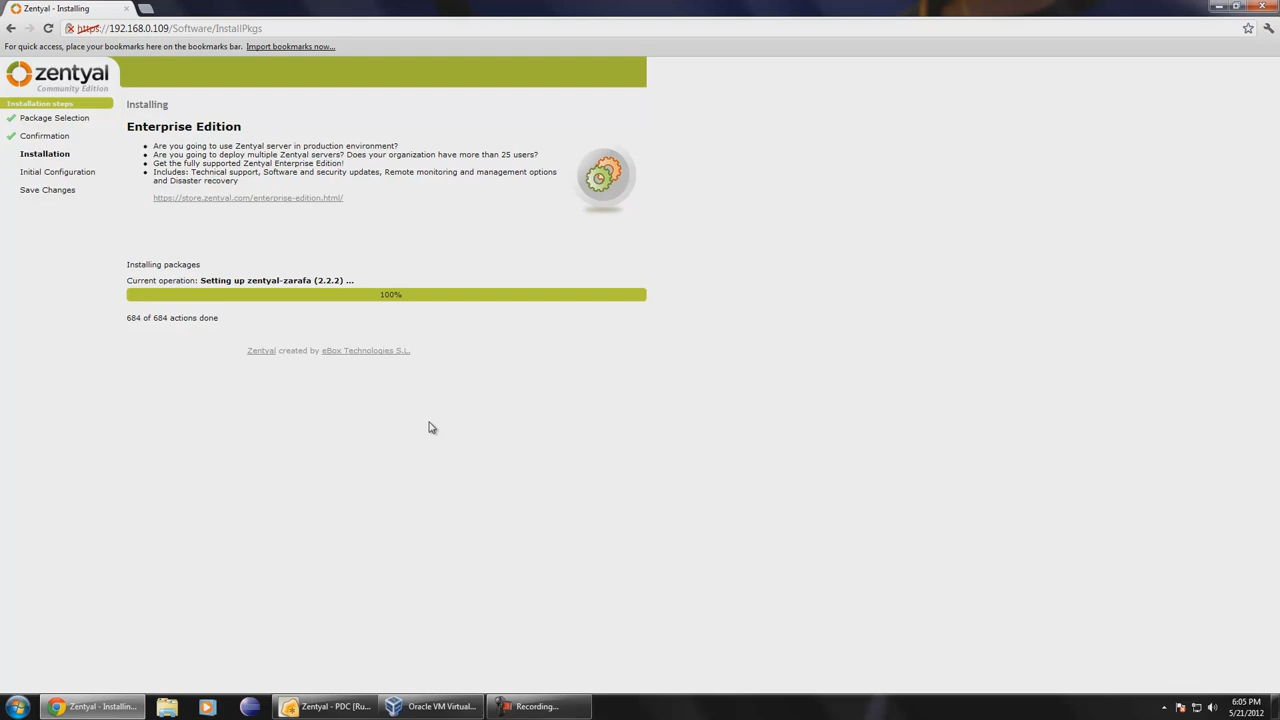 Zentyal - Installing
https://192.168.0.109/Software/InstallPkgs
For quick access, place your bookmarks here on the bookmarks bar. Import bookmarks now...
zentyal
Community Edition
Installation steps
Package Selection
Confirmation
Installation
Initial Configuration
Save Changes
Installing
Enterprise Edition
Are you going to use Zentyal server in production environment?
Are you going to deploy multiple Zentyal servers? Does your organization have more than 25 users?
Get the fully supported Zentyal Enterprise Edition!
Includes: Technical support, Software and security updates, Remote monitoring and management options
and Disaster recovery
https://store.zentyal.com/enterprise-edition.html/
Installing packages
Current operation: Setting up zentyal-zarafa (2.2.2) ...
100%
684 of 684 actions done
Zentyal created by eBox Technologies S.L.
Zentyal - Installin...
Zentyal - PDC [Ru...
Oracle VM Virtual...
Recording...
6:05 PM
5/21/2012